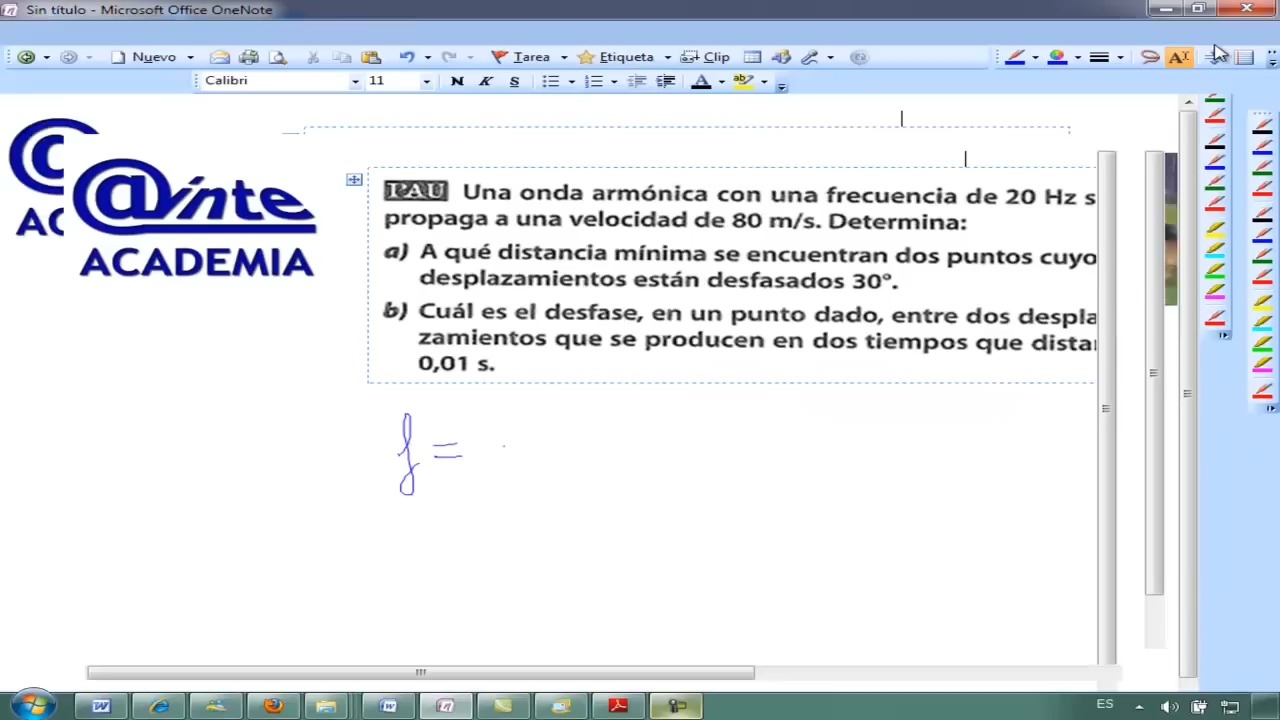 Sin título - Microsoft Office OneNote
Nuevo Tarea Etiqueta Clip
Calibri 11 N K S
@inte
ACADEMIA
PAU Una onda armónica con una frecuencia de 20 Hz s
propaga a una velocidad de 80 m/s. Determina:
a) A qué distancia mínima se encuentran dos puntos cuyo
desplazamientos están desfasados 30°.
b) Cuál es el desfase, en un punto dado, entre dos despla
zamientos que se producen en dos tiempos que dista
0,01 s.
f =
ES